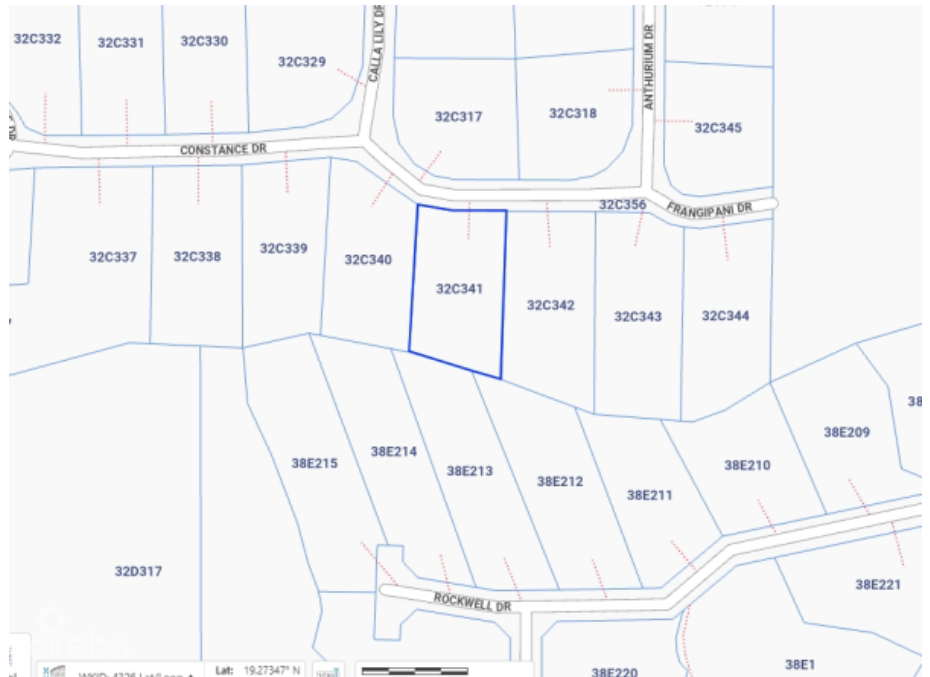 32C332
32C331
32C330
32C329
CALLA LILY DR
32C317
32C318
ANTHURIUM DR
32C345
CONSTANCE DR
32C356
FRANGIPANI DR
32C337
32C338
32C339
32C340
32C341
32C342
32C343
32C344
38E215
38E214
38E213
38E212
38E211
38E210
38E209
38
32D317
ROCKWELL DR
38E221
38E220
38E1
creba
Lat: 19.27347° N